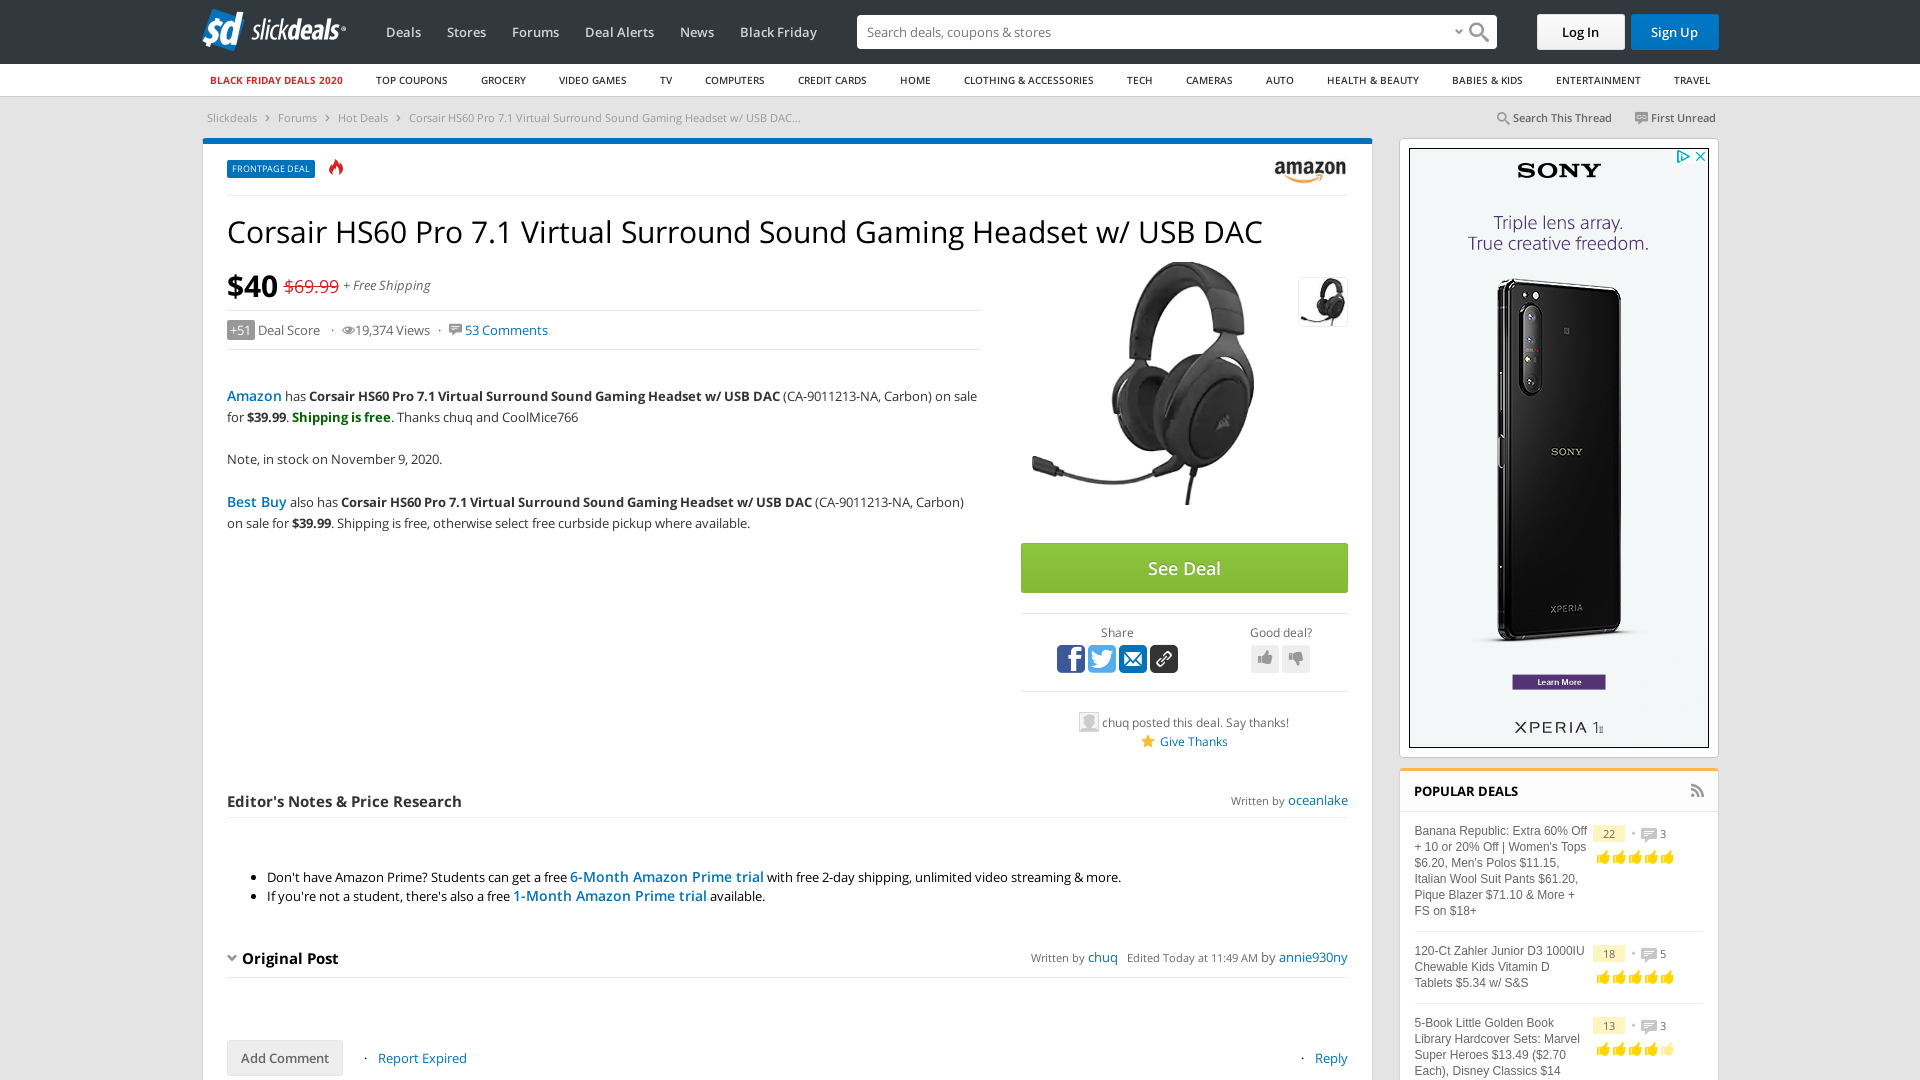 sd slickdeals
Deals Stores Forums Deal Alerts News Black Friday
Search deals, coupons & stores
Log In Sign Up
BLACK FRIDAY DEALS 2020 TOP COUPONS GROCERY VIDEO GAMES TV COMPUTERS CREDIT CARDS HOME CLOTHING & ACCESSORIES TECH CAMERAS AUTO HEALTH & BEAUTY BABIES & KIDS ENTERTAINMENT TRAVEL
Slickdeals > Forums > Hot Deals > Corsair HS60 Pro 7.1 Virtual Surround Sound Gaming Headset w/ USB DAC...
Search This Thread First Unread
FRONTPAGE DEAL
amazon
Corsair HS60 Pro 7.1 Virtual Surround Sound Gaming Headset w/ USB DAC
$40 $69.99 + Free Shipping
+51 Deal Score · 19,374 Views · 53 Comments
Amazon has Corsair HS60 Pro 7.1 Virtual Surround Sound Gaming Headset w/ USB DAC (CA-9011213-NA, Carbon) on sale
for $39.99. Shipping is free. Thanks chuq and CoolMice766
Note, in stock on November 9, 2020.
Best Buy also has Corsair HS60 Pro 7.1 Virtual Surround Sound Gaming Headset w/ USB DAC (CA-9011213-NA, Carbon)
on sale for $39.99. Shipping is free, otherwise select free curbside pickup where available.
See Deal
Share Good deal?
chuq posted this deal. Say thanks!
Give Thanks
Editor's Notes & Price Research
Written by oceanlake
• Don't have Amazon Prime? Students can get a free 6-Month Amazon Prime trial with free 2-day shipping, unlimited video streaming & more.
• If you're not a student, there's also a free 1-Month Amazon Prime trial available.
Original Post
Written by chuq Edited Today at 11:49 AM by annie930ny
Add Comment · Report Expired
· Reply
SONY
Triple lens array.
True creative freedom.
SONY
XPERIA
Learn More
XPERIA 1II
POPULAR DEALS
Banana Republic: Extra 60% Off
+ 10 or 20% Off | Women's Tops
$6.20, Men's Polos $11.15,
Italian Wool Suit Pants $61.20,
Pique Blazer $71.10 & More +
FS on $18+
22 • 3
120-Ct Zahler Junior D3 1000IU
Chewable Kids Vitamin D
Tablets $5.34 w/ S&S
18 • 5
5-Book Little Golden Book
Library Hardcover Sets: Marvel
Super Heroes $13.49 ($2.70
Each), Disney Classics $14
13 • 3